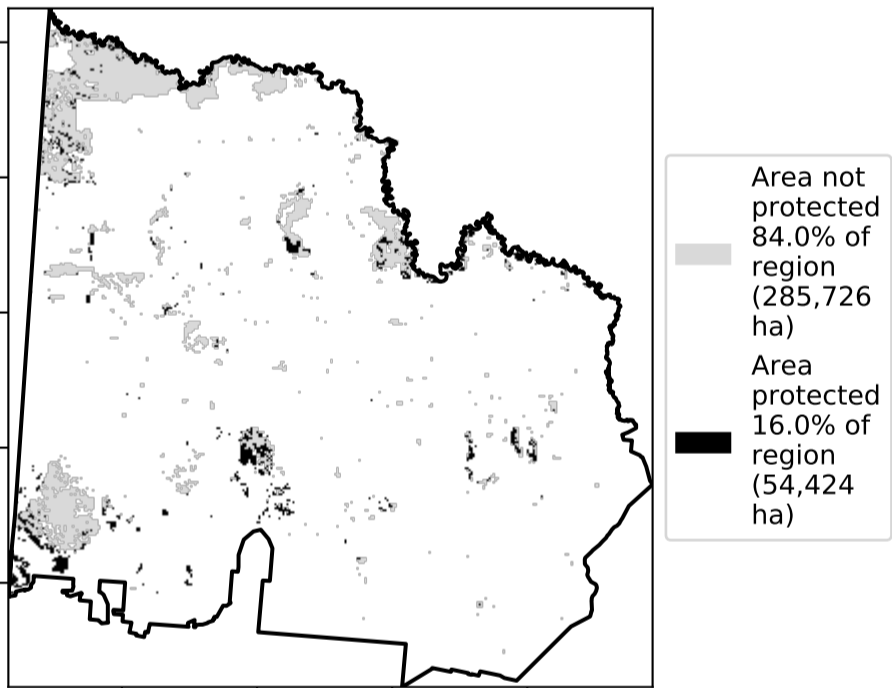 Area not
protected
84.0% of
region
(285,726
ha)
Area
protected
16.0% of
region
(54,424
ha)